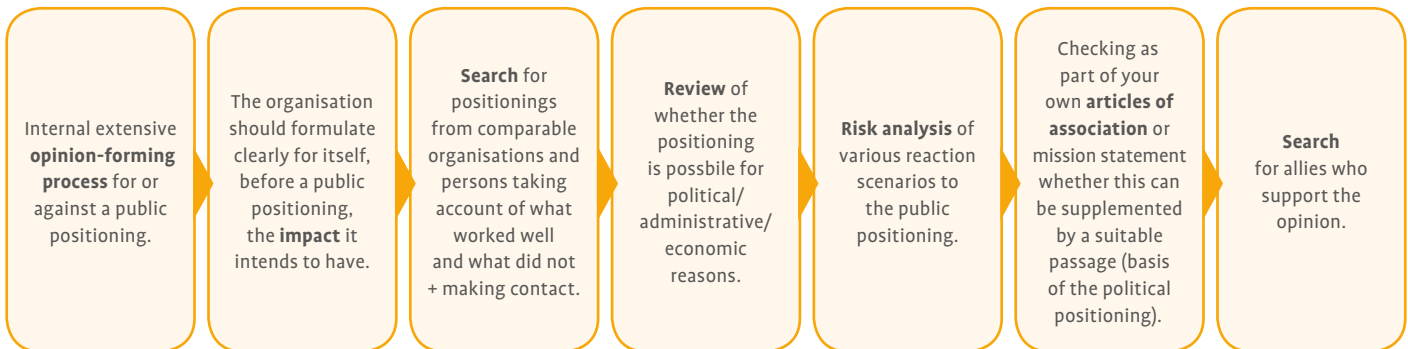 Internal extensive
opinion-forming
process for or
against a public
positioning.
The organisation
should formulate
clearly for itself,
before a public
positioning,
the impact it
intends to have.
Search for
positionings
from comparable
organisations and
persons taking
account of what
worked well
and what did not
+ making contact.
Review of
whether the
positioning
is possbile for
political/
administrative/
economic
reasons.
Risk analysis of
various reaction
scenarios to
the public
positioning.
Checking as
part of your
own articles of
association or
mission statement
whether this can
be supplemented
by a suitable
passage (basis
of the political
positioning).
Search
for allies who
support the
opinion.